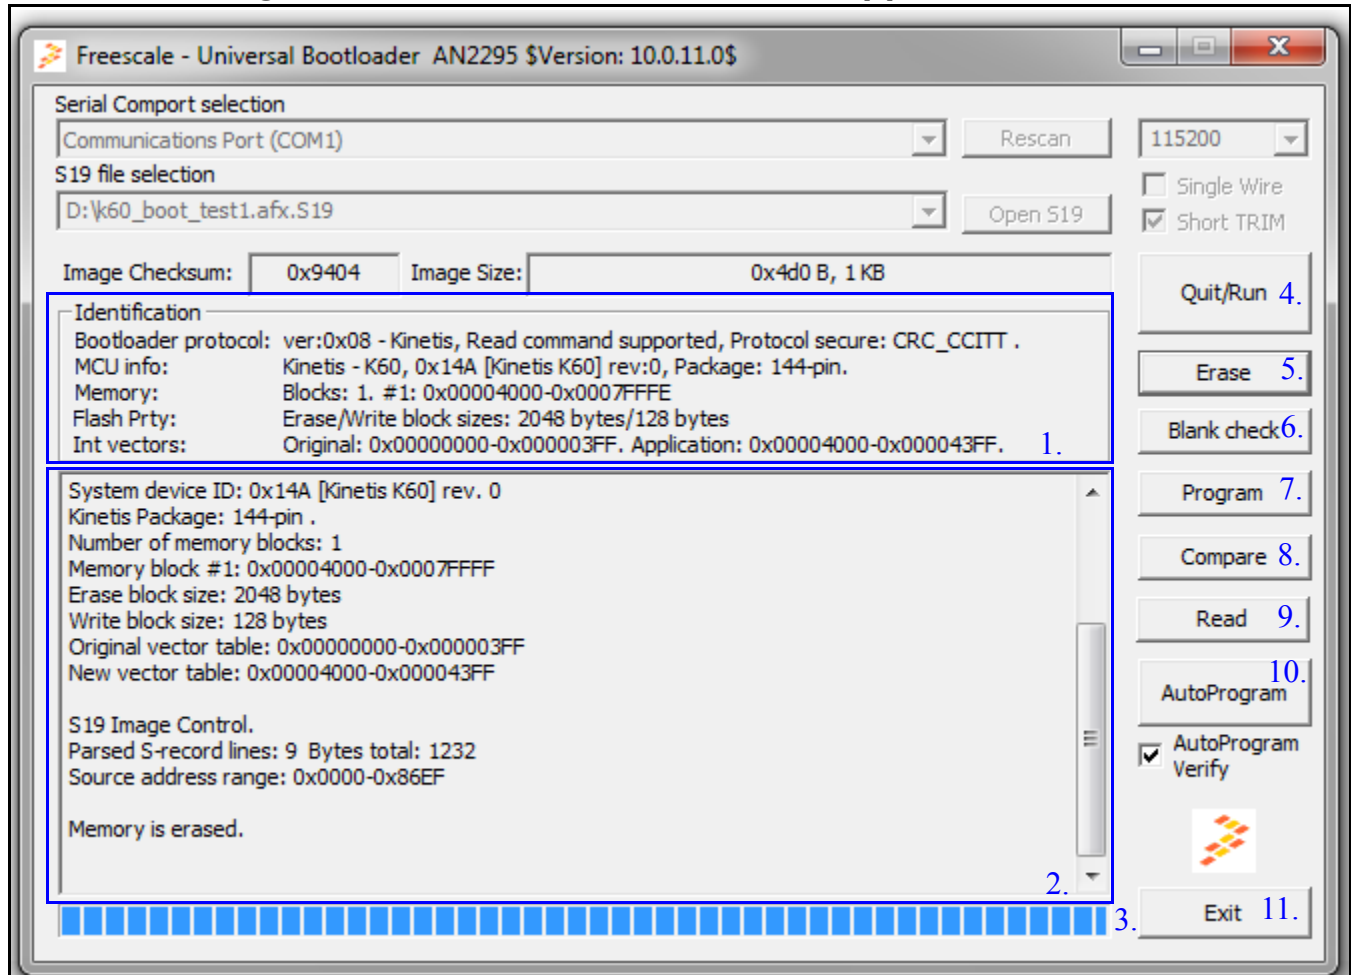 Freescale - Universal Bootloader AN2295 $Version: 10.0.11.0$
Serial Comport selection
Communications Port (COM1)
Rescan
115200
S19 file selection
Single Wire
D:\k60_boot_test1.afx.S19
Open S19
Short TRIM
Image Checksum: 0x9404 Image Size: 0x4d0 B, 1 KB
Quit/Run 4.
Identification
Bootloader protocol: ver:0x08 - Kinetis, Read command supported, Protocol secure: CRC_CCITT .
MCU info: Kinetis - K60, 0x14A [Kinetis K60] rev:0, Package: 144-pin.
Memory: Blocks: 1. #1: 0x00004000-0x0007FFFE
Flash Prty: Erase/Write block sizes: 2048 bytes/128 bytes
Int vectors: Original: 0x00000000-0x000003FF. Application: 0x00004000-0x000043FF.
1.
Erase 5.
Blank check 6.
System device ID: 0x14A [Kinetis K60] rev. 0
Kinetis Package: 144-pin .
Number of memory blocks: 1
Memory block #1: 0x00004000-0x0007FFFF
Erase block size: 2048 bytes
Write block size: 128 bytes
Original vector table: 0x00000000-0x000003FF
New vector table: 0x00004000-0x000043FF
S19 Image Control.
Parsed S-record lines: 9 Bytes total: 1232
Source address range: 0x0000-0x86EF
Memory is erased.
2.
Program 7.
Compare 8.
Read 9.
10.
AutoProgram
AutoProgram
Verify
3.
Exit 11.